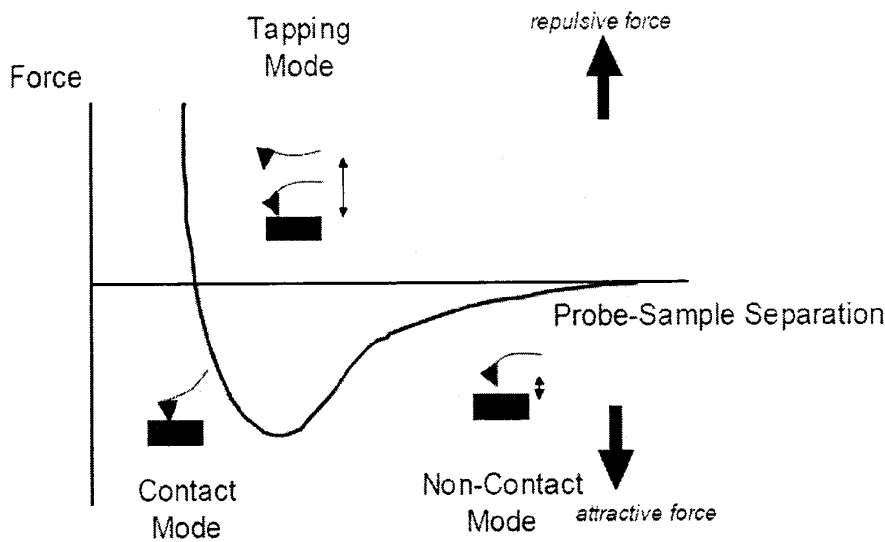 Tapping
Mode
repulsive force
Force
Probe-Sample Separation
Contact
Mode
Non-Contact
Mode
attractive force